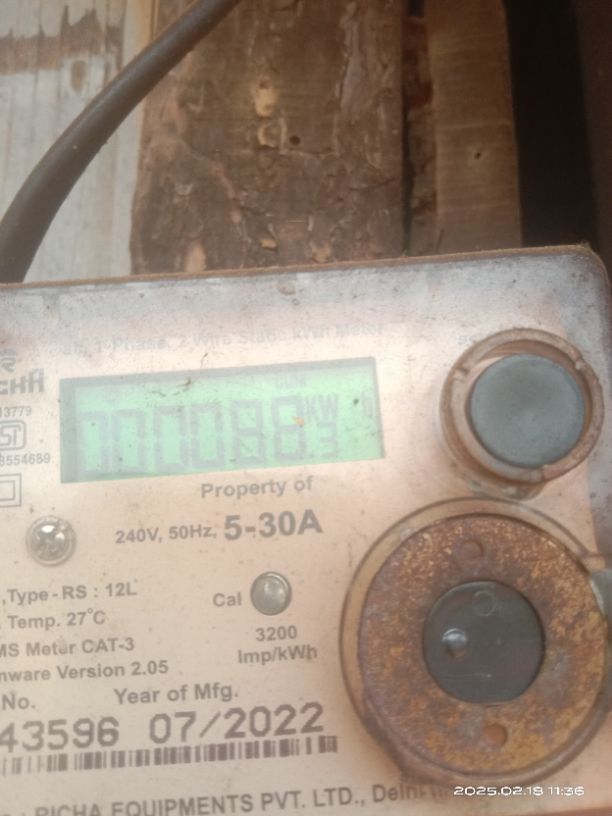 1-Phase, 2 Wire Static kWh Meter
CUM
000088.3 KW h
Property of
240V, 50Hz, 5-30A
,Type - RS : 12L
Temp. 27°C
Cal
3200
Imp/kWh
MS Meter CAT-3
nware Version 2.05
No. Year of Mfg.
43596 07/2022
: RICHA EQUIPMENTS PVT. LTD., Delhi
2025.02.19 11:36